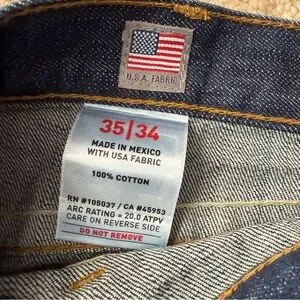 U.S.A. FABRIC
35|34
MADE IN MEXICO
WITH USA FABRIC
100% COTTON
RN #105037 / CA #45953
ARC RATING = 20.0 ATPV
CARE ON REVERSE SIDE
DO NOT REMOVE